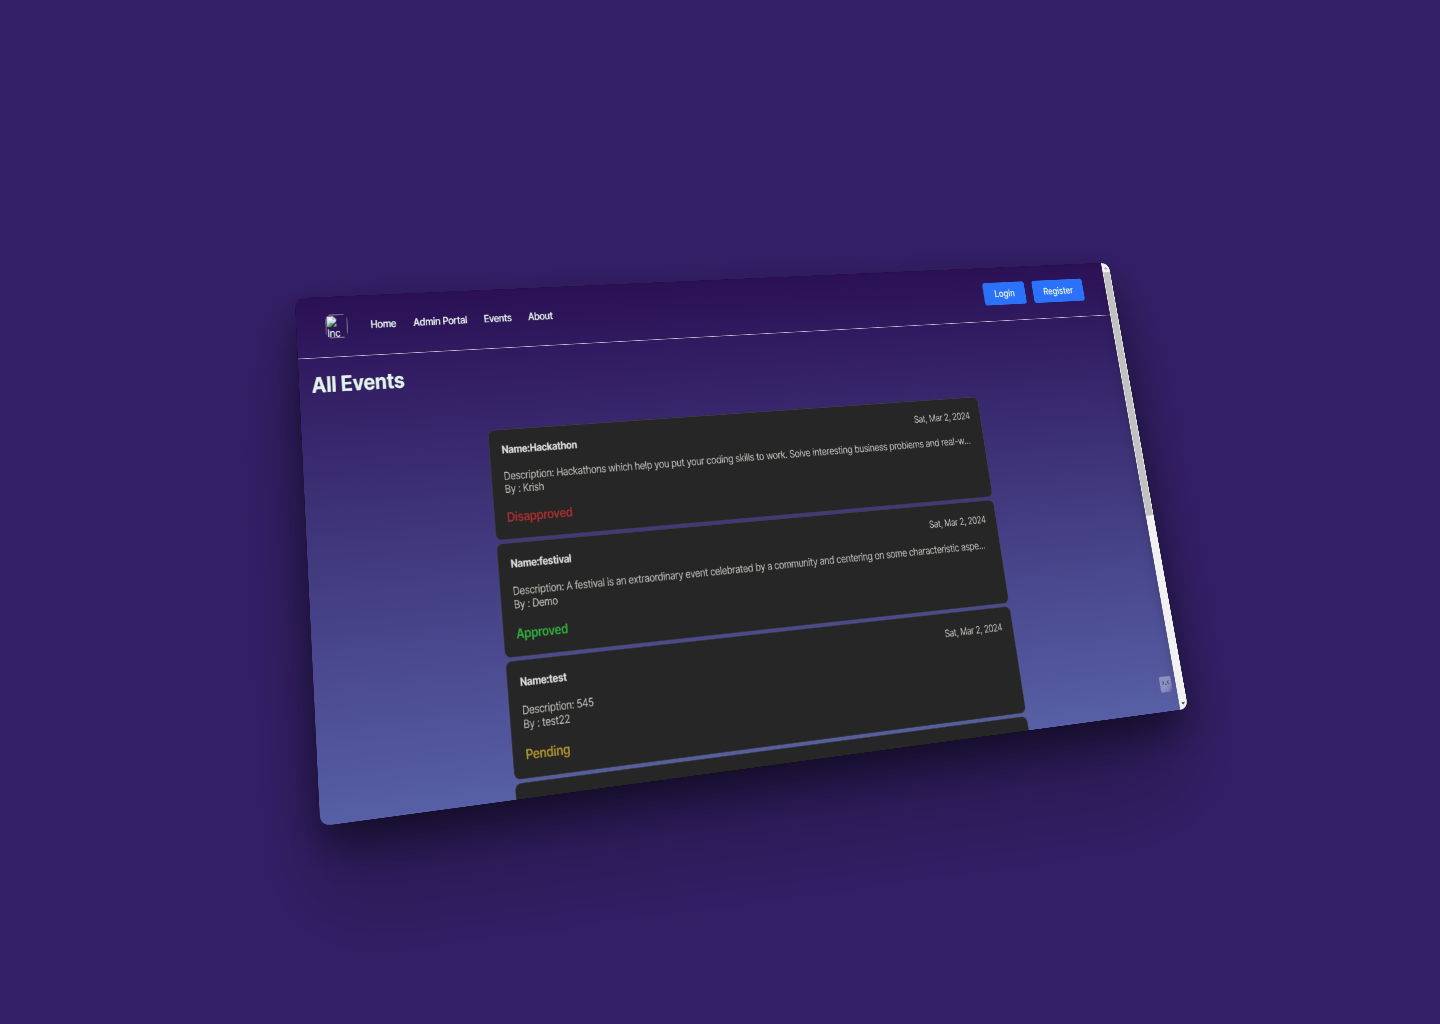 Inc
Home
Admin Portal
Events
About
Login
Register
All Events
Name:Hackathon
Sat, Mar 2, 2024
Description: Hackathons which help you put your coding skills to work. Solve interesting business problems and real-w...
By : Krish
Disapproved
Name:festival
Sat, Mar 2, 2024
Description: A festival is an extraordinary event celebrated by a community and centering on some characteristic aspe...
By : Demo
Approved
Name:test
Sat, Mar 2, 2024
Description: 545
By : test22
Pending